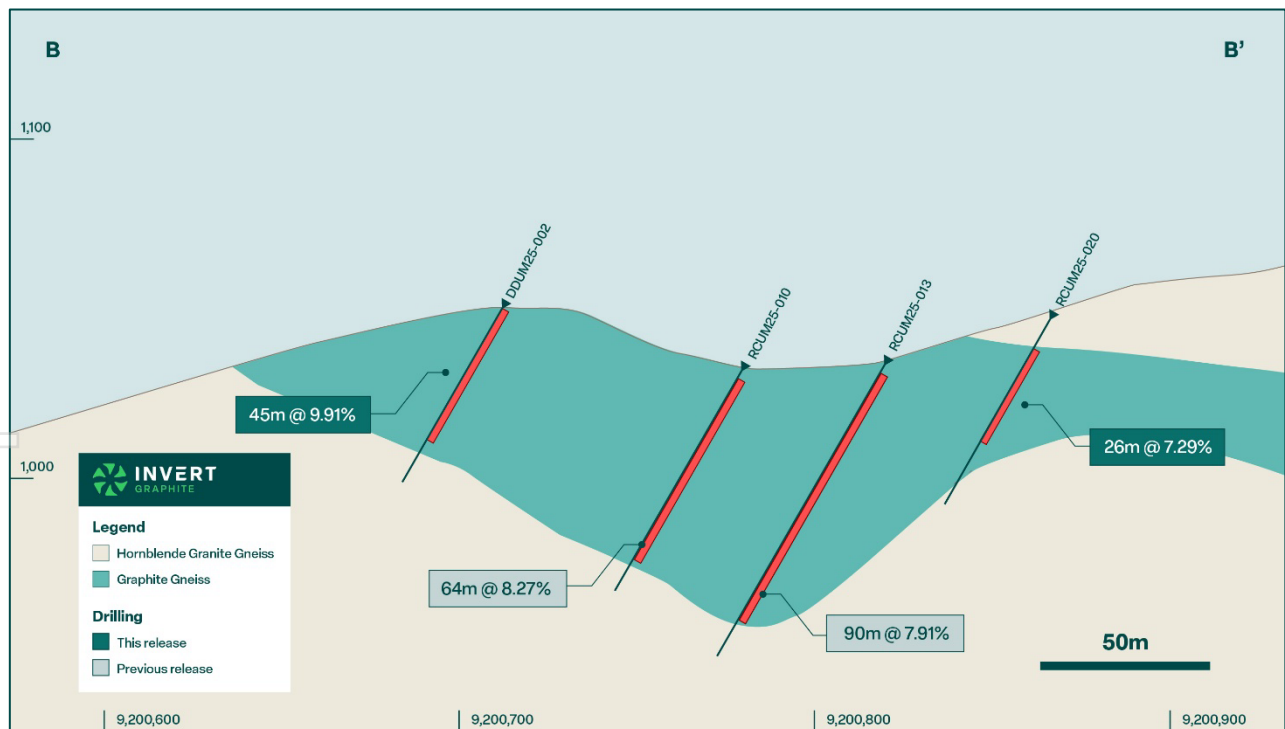 B
B'
1,100
DDUM25-002
RCUM25-010
RCUM25-013
RCUM25-020
45m @ 9.91%
26m @ 7.29%
1,000
INVERT
GRAPHITE
Legend
Hornblende Granite Gneiss
Graphite Gneiss
Drilling
This release
Previous release
64m @ 8.27%
90m @ 7.91%
50m
9,200,600
9,200,700
9,200,800
9,200,900